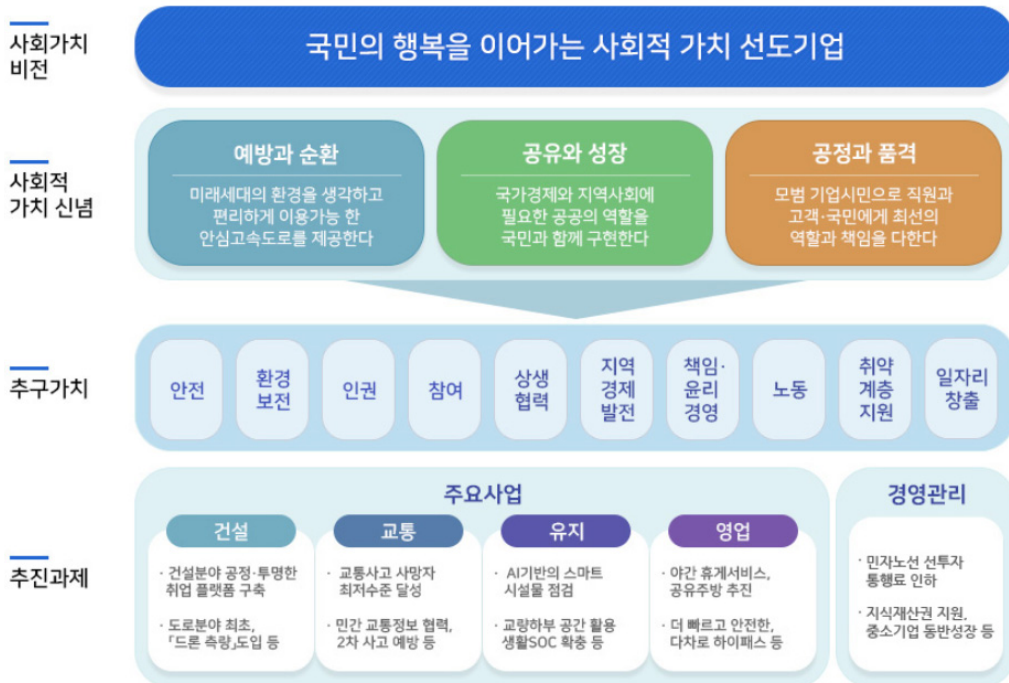 사회가치
비전
국민의 행복을 이어가는 사회적 가치 선도기업
사회적
가치 신념
예방과 순환
미래세대의 환경을 생각하고
편리하게 이용가능 한
안심고속도로를 제공한다
공유와 성장
국가경제와 지역사회에
필요한 공공의 역할을
국민과 함께 구현한다
공정과 품격
모범 기업시민으로 직원과
고객·국민에게 최선의
역할과 책임을 다한다
추구가치
안전
환경
보전
인권
참여
상생
협력
지역
경제
발전
책임·
윤리
경영
노동
취약
계층
지원
일자리
창출
추진과제
주요사업
건설
· 건설분야 공정·투명한
취업 플랫폼 구축
· 도로분야 최초,
「드론 측량」도입 등
교통
· 교통사고 사망자
최저수준 달성
· 민간 교통정보 협력,
2차 사고 예방 등
유지
· AI기반의 스마트
시설물 점검
· 교량하부 공간 활용
생활SOC 확충 등
영업
· 야간 휴게서비스,
공유주방 추진
· 더 빠르고 안전한,
다차로 하이패스 등
경영관리
· 민자노선 선투자
통행료 인하
· 지식재산권 지원,
중소기업 동반성장 등